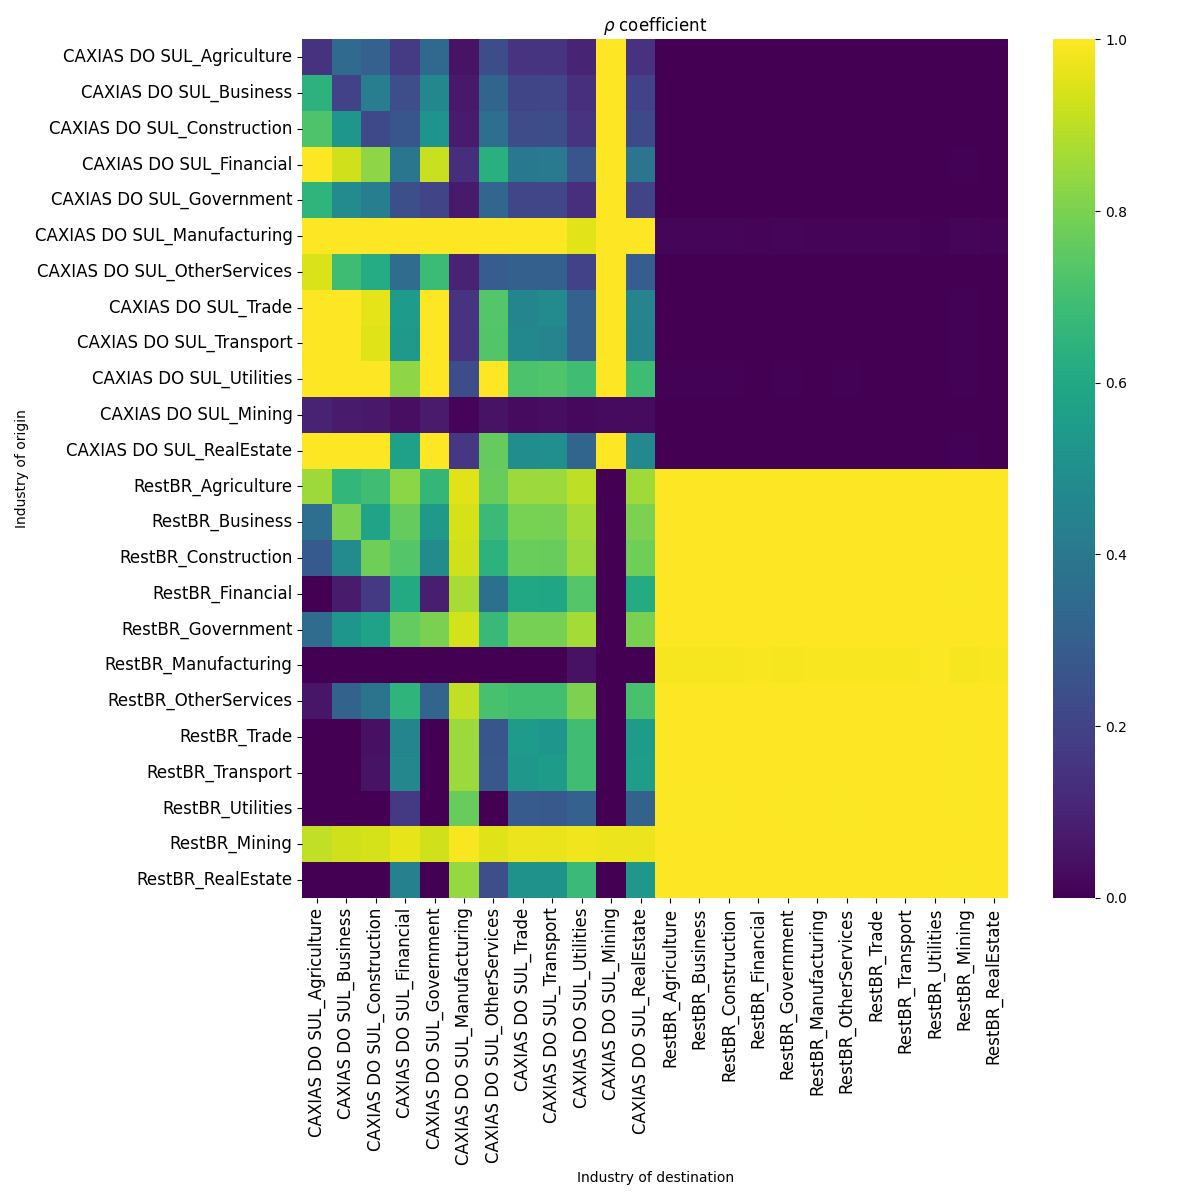 ρ coefficient
CAXIAS DO SUL_Agriculture
CAXIAS DO SUL_Business
CAXIAS DO SUL_Construction
CAXIAS DO SUL_Financial
CAXIAS DO SUL_Government
CAXIAS DO SUL_Manufacturing
CAXIAS DO SUL_OtherServices
CAXIAS DO SUL_Trade
CAXIAS DO SUL_Transport
CAXIAS DO SUL_Utilities
CAXIAS DO SUL_Mining
CAXIAS DO SUL_RealEstate
RestBR_Agriculture
RestBR_Business
RestBR_Construction
RestBR_Financial
RestBR_Government
RestBR_Manufacturing
RestBR_OtherServices
RestBR_Trade
RestBR_Transport
RestBR_Utilities
RestBR_Mining
RestBR_RealEstate
Industry of origin
CAXIAS DO SUL_Agriculture
CAXIAS DO SUL_Business
CAXIAS DO SUL_Construction
CAXIAS DO SUL_Financial
CAXIAS DO SUL_Government
CAXIAS DO SUL_Manufacturing
CAXIAS DO SUL_OtherServices
CAXIAS DO SUL_Trade
CAXIAS DO SUL_Transport
CAXIAS DO SUL_Utilities
CAXIAS DO SUL_Mining
CAXIAS DO SUL_RealEstate
RestBR_Agriculture
RestBR_Business
RestBR_Construction
RestBR_Financial
RestBR_Government
RestBR_Manufacturing
RestBR_OtherServices
RestBR_Trade
RestBR_Transport
RestBR_Utilities
RestBR_Mining
RestBR_RealEstate
Industry of destination
1.0
0.8
0.6
0.4
0.2
0.0